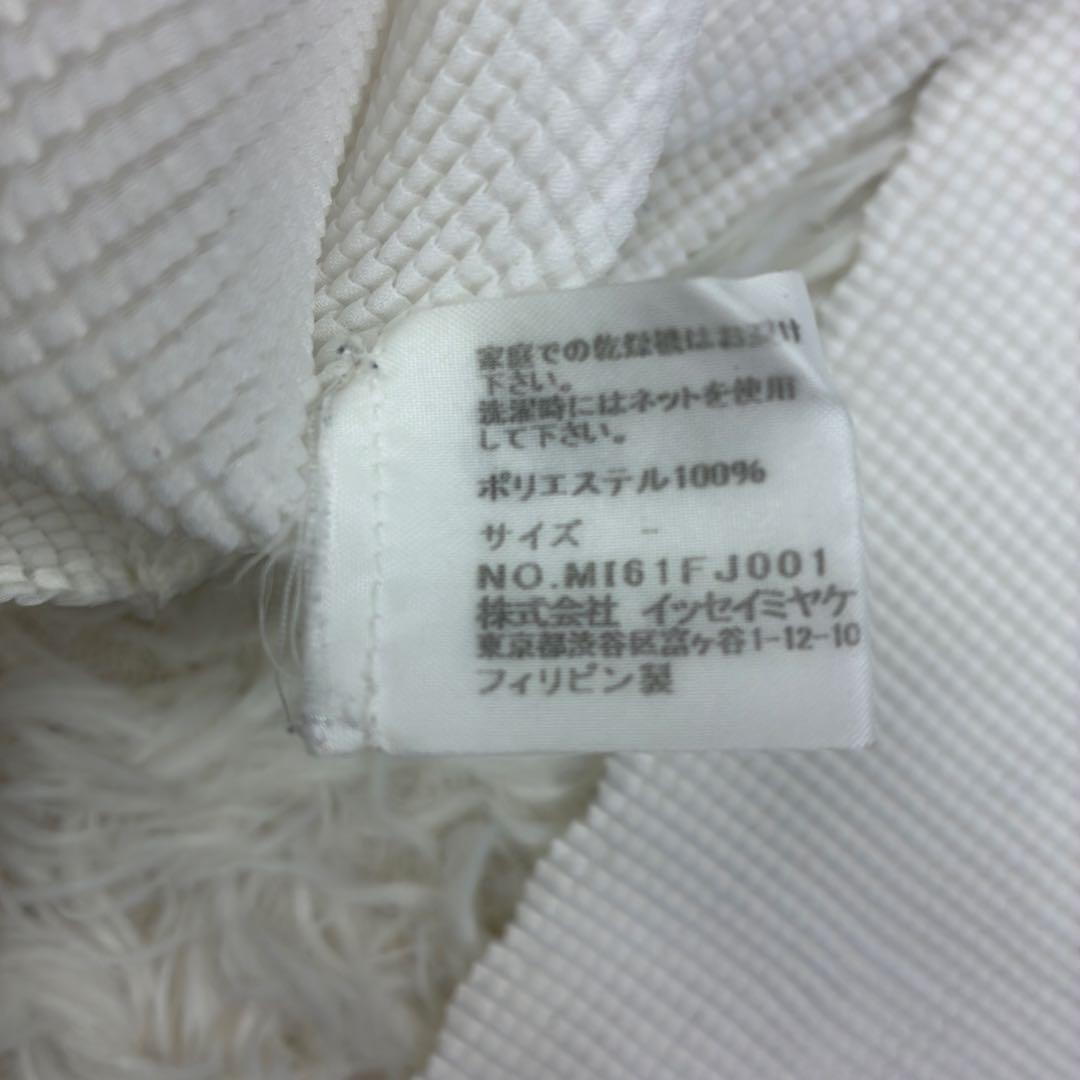 家庭での乾燥機はお避け
下さい。
洗濯時にはネットを使用
して下さい。
ポリエステル100%
サイズ -
NO.MI61FJ001
株式会社 イッセイミヤケ
東京都渋谷区富ヶ谷1-12-10
フィリピン製